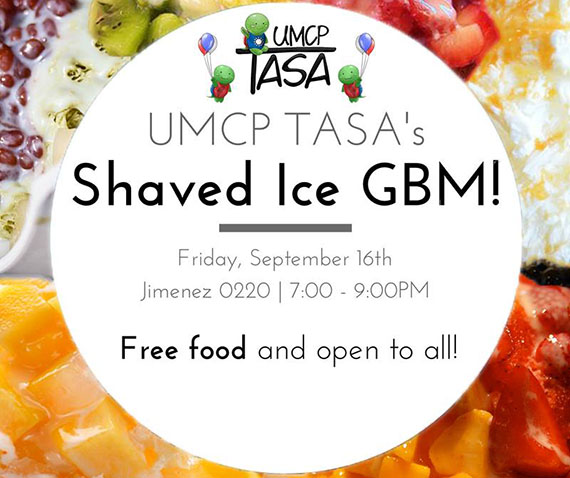 UMCP
TASA
UMCP TASA's
Shaved Ice GBM!
Friday, September 16th
Jimenez 0220 | 7:00 - 9:00PM
Free food and open to all!